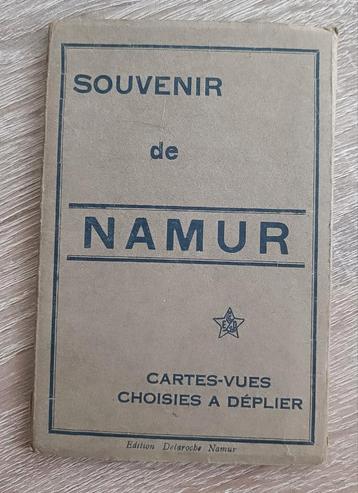 SOUVENIR
de
NAMUR
CARTES-VUES
CHOISIES A DÉPLIER
Edition Delaroche Namur